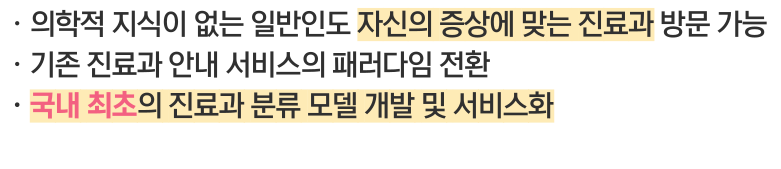 · 의학적 지식이 없는 일반인도 자신의 증상에 맞는 진료과 방문 가능
· 기존 진료과 안내 서비스의 패러다임 전환
· 국내 최초의 진료과 분류 모델 개발 및 서비스화